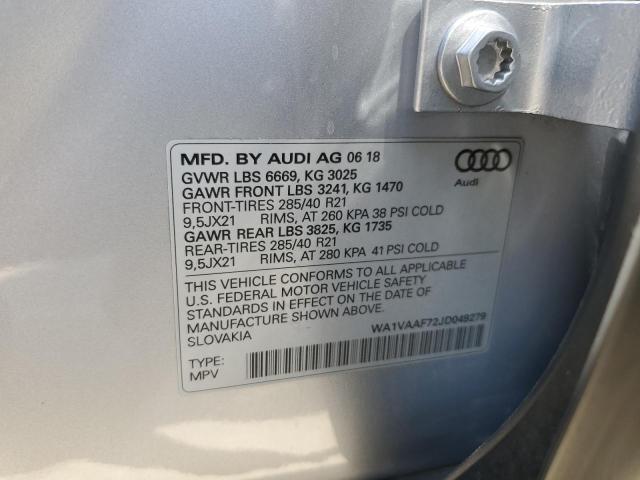 MFD. BY AUDI AG 06 18
GVWR LBS 6669, KG 3025
GAWR FRONT LBS 3241, KG 1470
FRONT-TIRES 285/40 R21
9,5JX21 RIMS, AT 260 KPA 38 PSI COLD
GAWR REAR LBS 3825, KG 1735
REAR-TIRES 285/40 R21
9,5JX21 RIMS, AT 280 KPA 41 PSI COLD
Audi
THIS VEHICLE CONFORMS TO ALL APPLICABLE
U.S. FEDERAL MOTOR VEHICLE SAFETY
STANDARDS IN EFFECT ON THE DATE OF
MANUFACTURE SHOWN ABOVE.
SLOVAKIA
WA1VAAF72JD049279
TYPE:
MPV